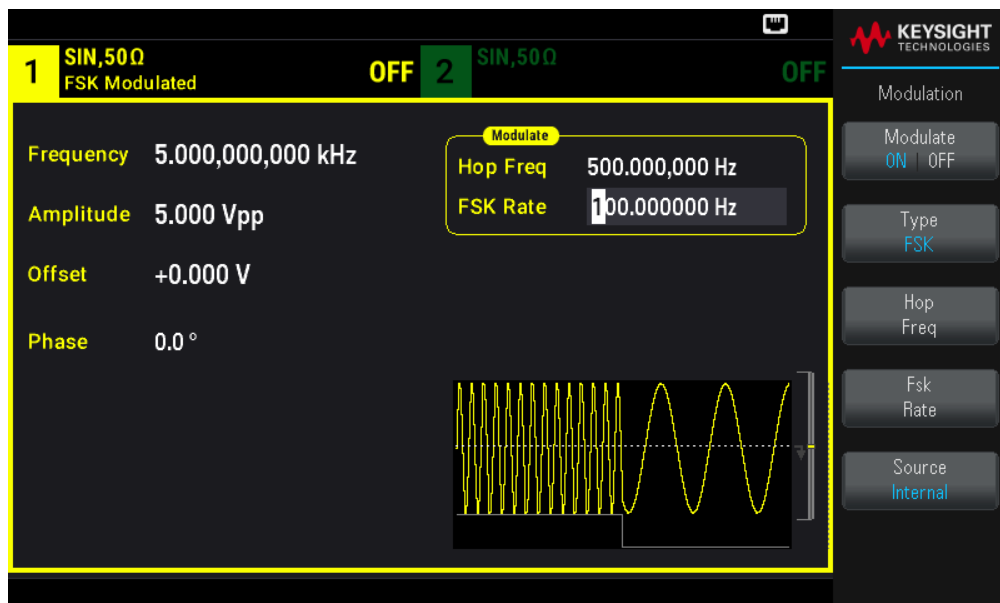 KEYSIGHT
TECHNOLOGIES
1 SIN,50Ω OFF
FSK Modulated
2 SIN,50Ω OFF
Frequency 5.000,000,000 kHz
Amplitude 5.000 Vpp
Offset +0.000 V
Phase 0.0 °
Modulate
Hop Freq 500.000,000 Hz
FSK Rate 100.000000 Hz
Modulation
Modulate
ON | OFF
Type
FSK
Hop
Freq
Fsk
Rate
Source
Internal